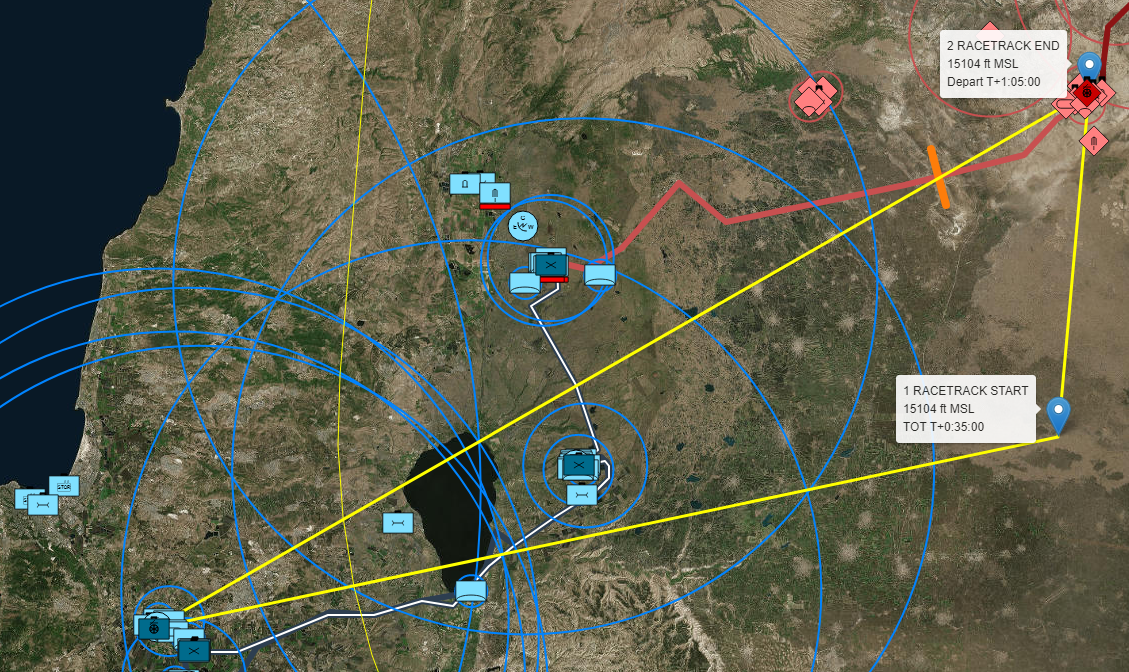 2 RACETRACK END
15104 ft MSL
Depart T+1:05:00
C
E W
1 RACETRACK START
15104 ft MSL
TOT T+0:35:00
STOR